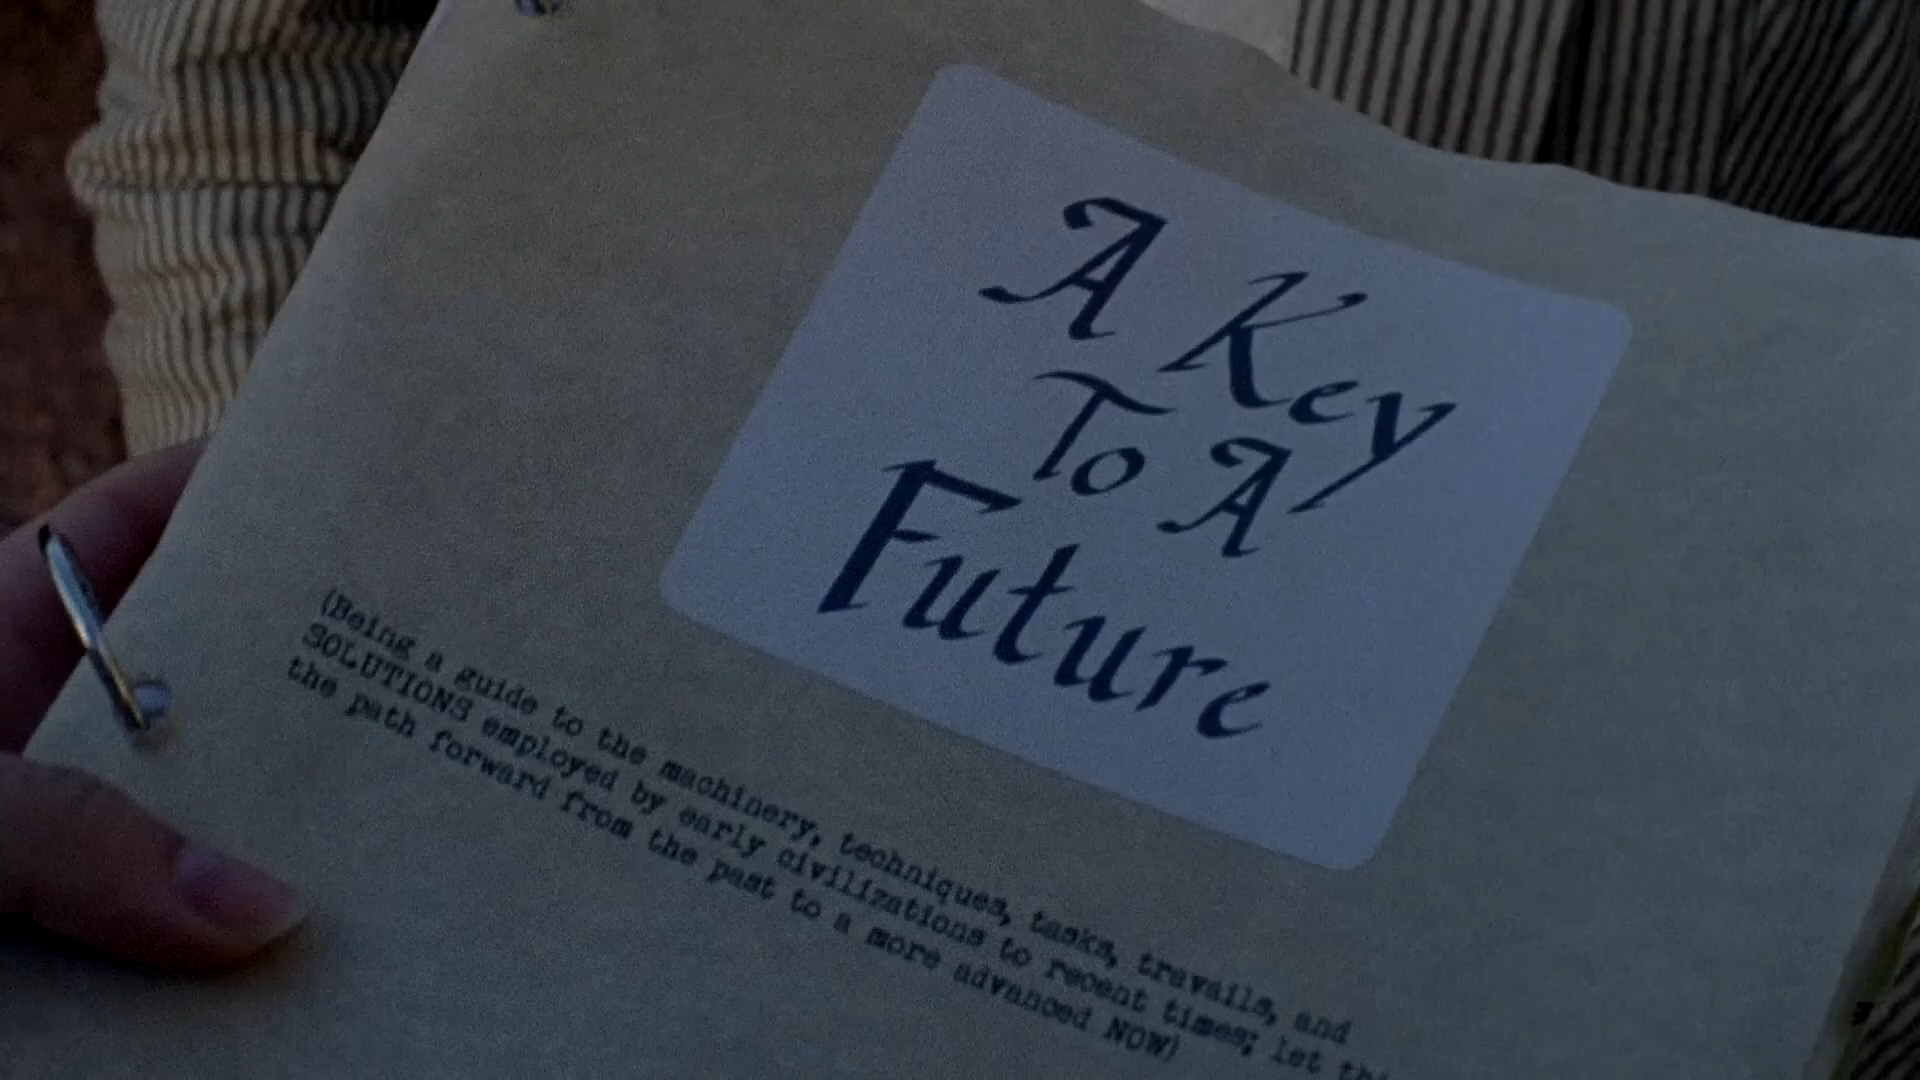 A Key
To A
Future
(Being a guide to the machinery, techniques, tasks, travails, and
SOLUTIONS employed by early civilizations to recent times; let
the path forward from the past to a more advanced NOW)